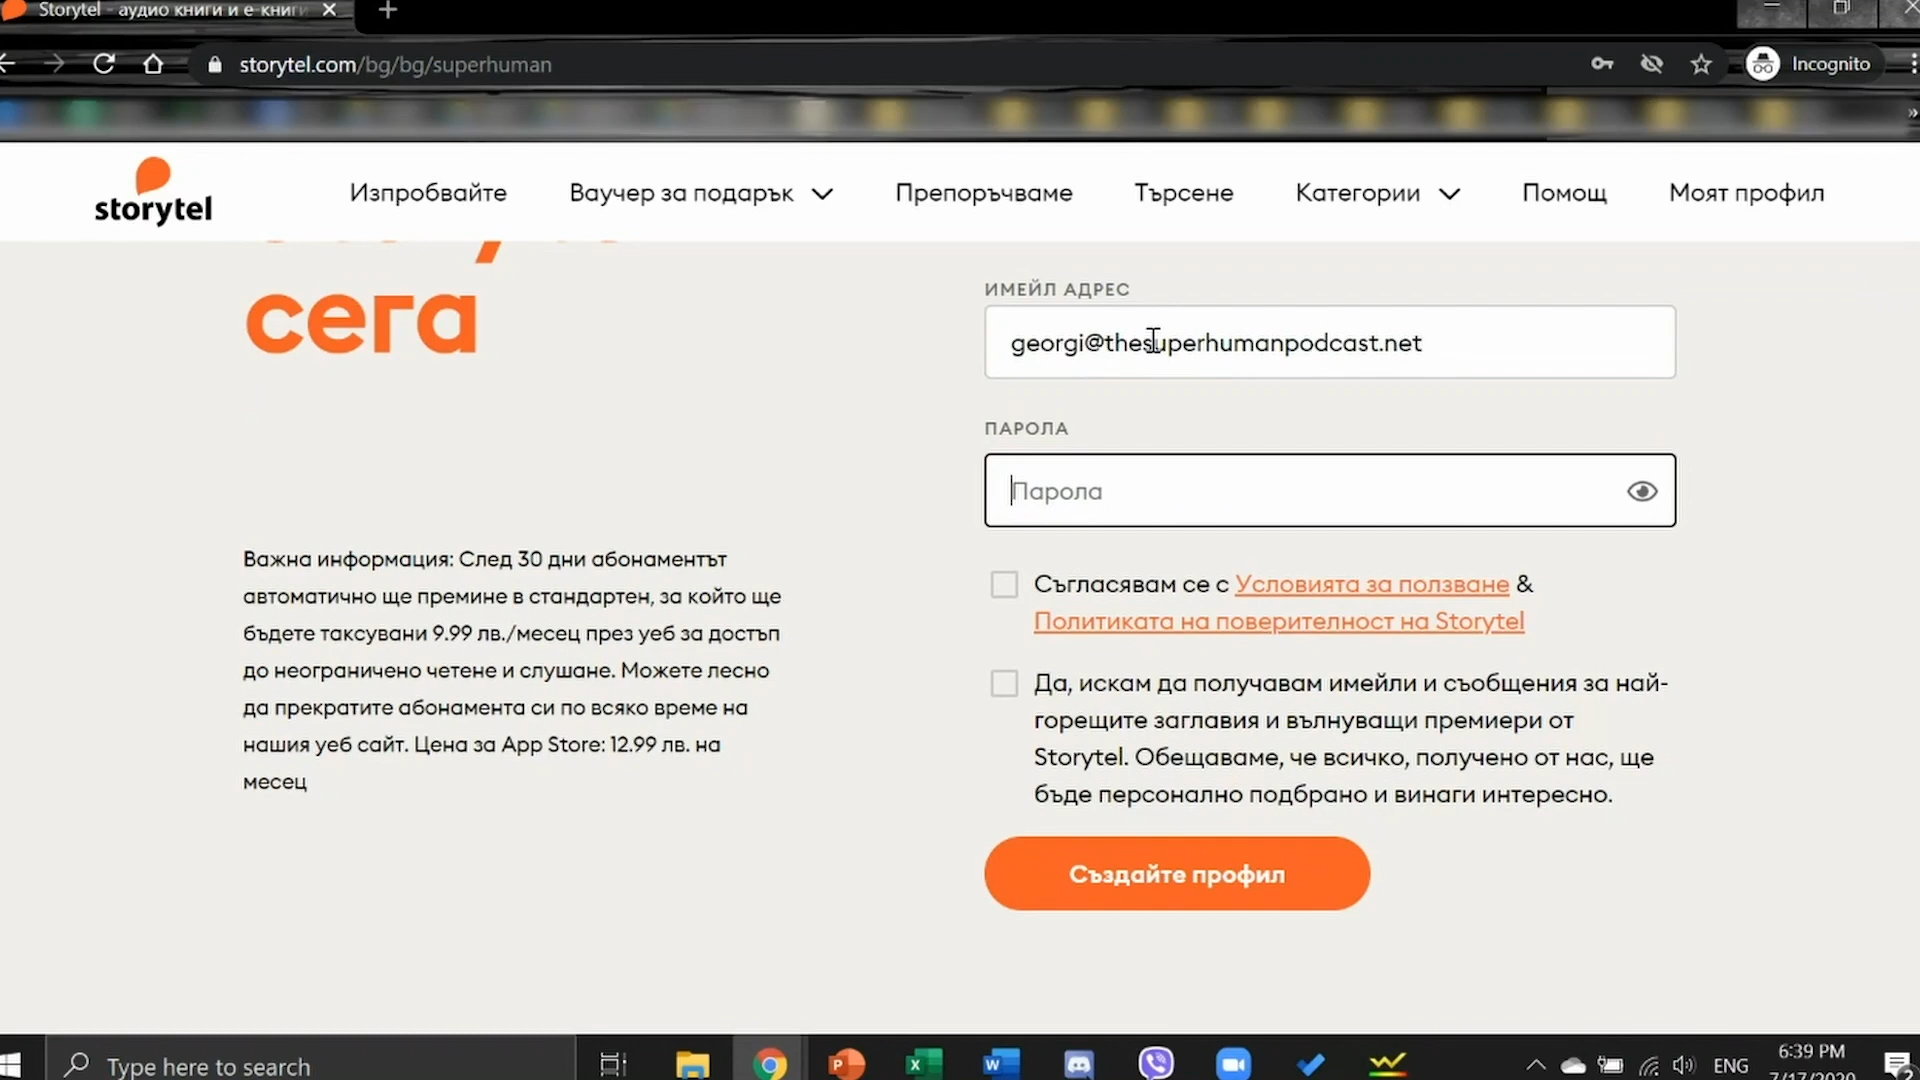 Storytel - аудио книги и е-книги
storytel.com/bg/bg/superhuman
Incognito
storytel
Изпробвайте
Ваучер за подарък
Препоръчваме
Търсене
Категории
Помощ
Моят профил
сега
ИМЕЙЛ АДРЕС
georgi@thesuperhumanpodcast.net
ПАРОЛА
Парола
Важна информация: След 30 дни абонаментът
автоматично ще премине в стандартен, за който ще
бъдете таксувани 9.99 лв./месец през уеб за достъп
до неограничено четене и слушане. Можете лесно
да прекратите абонамента си по всяко време на
нашия уеб сайт. Цена за App Store: 12.99 лв. на
месец
Съгласявам се с Условията за ползване &
Политиката на поверителност на Storytel
Да, искам да получавам имейли и съобщения за най-
горещите заглавия и вълнуващи премиери от
Storytel. Обещаваме, че всичко, получено от нас, ще
бъде персонално подбрано и винаги интересно.
Създайте профил
Type here to search
ENG
6:39 PM
7/17/2020
2